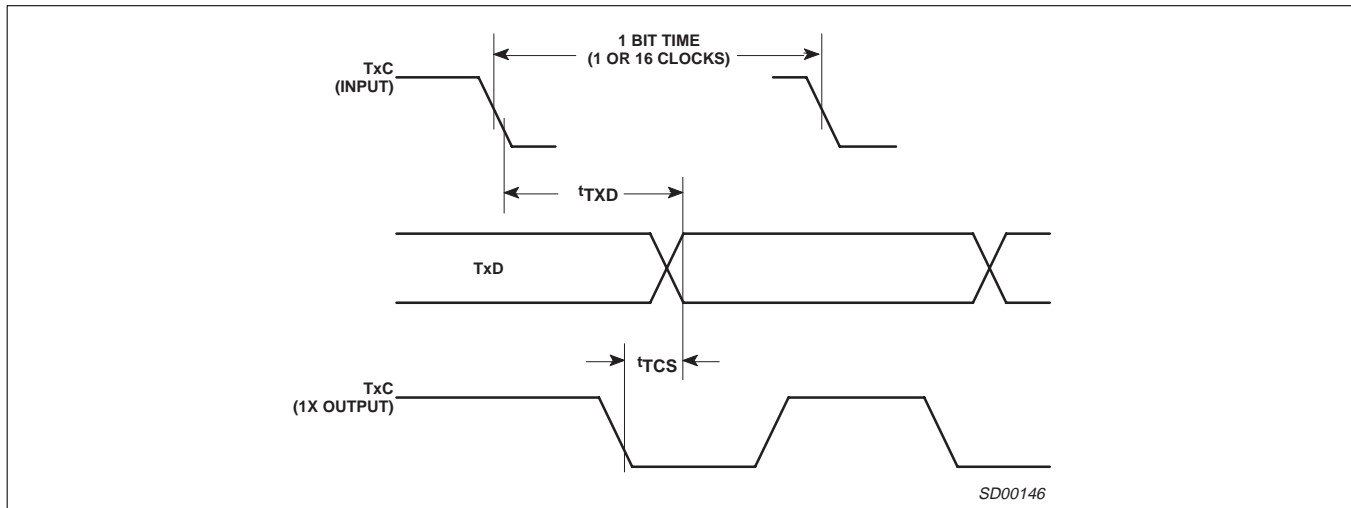 1 BIT TIME
(1 OR 16 CLOCKS)
TxC
(INPUT)
tTXD
TxD
tTCS
TxC
(1X OUTPUT)
SD00146